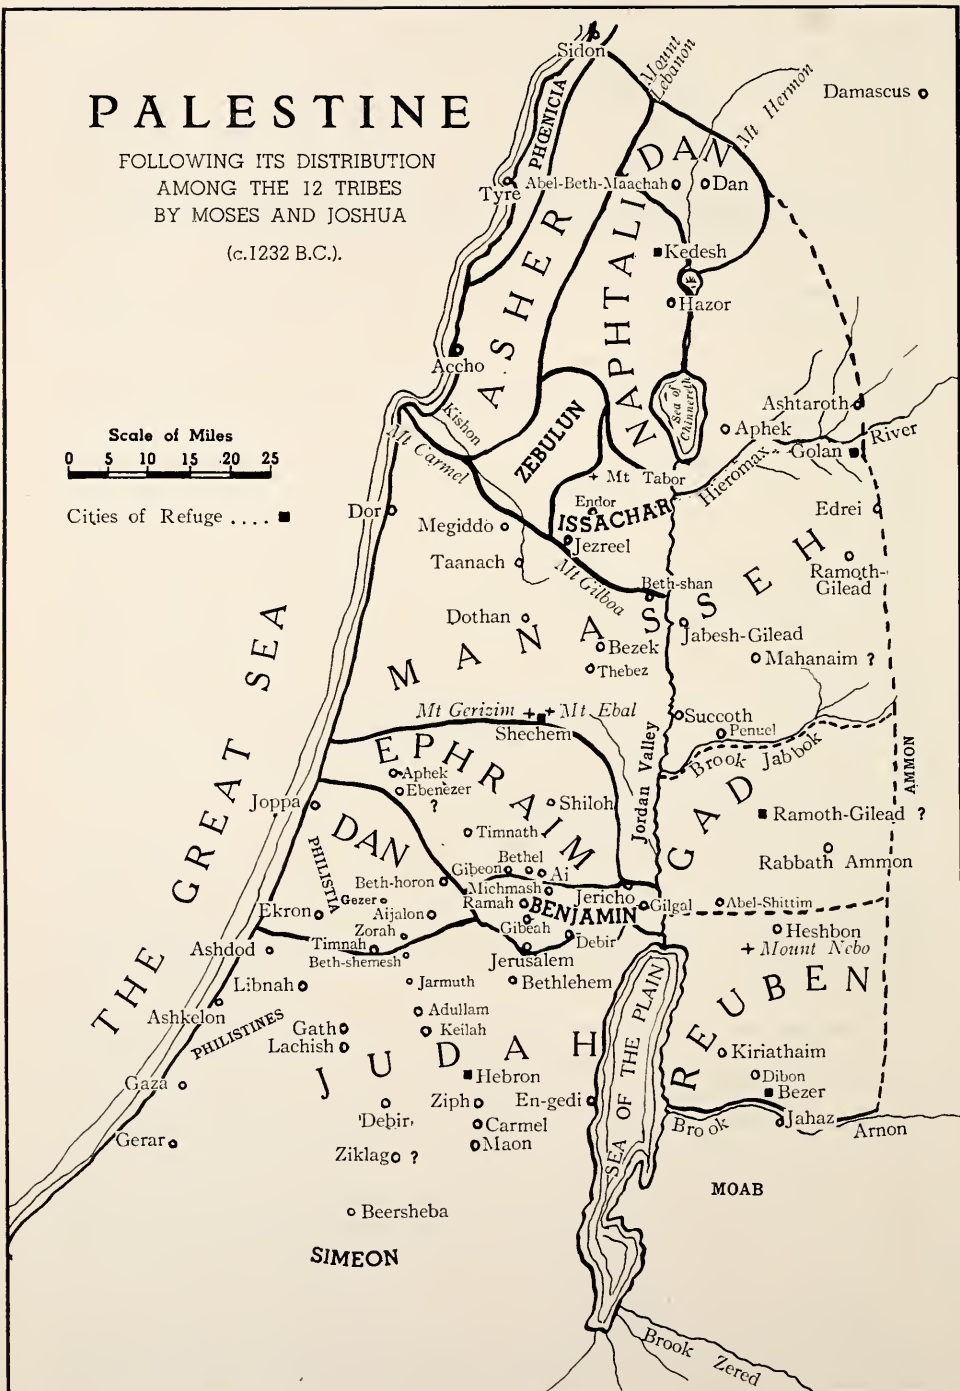 PALESTINE
FOLLOWING ITS DISTRIBUTION
AMONG THE 12 TRIBES
BY MOSES AND JOSHUA
(c.1232 B.C.).
Scale of Miles
0 5 10 15 20 25
Cities of Refuge .... ■
Sidon
Mount
Lebanon
PHŒNICIA
Mt Hermon
Damascus
DAN
Tyre
Abel-Beth-Maachah
Dan
ASHER
NAPHTALI
Kedesh
Hazor
Accho
Sea of
Chinnereth
Kishon
Mt Carmel
ZEBULUN
Ashtaroth
Aphek
River
Golan
Hieromax
Mt Tabor
Endor
ISSACHAR
Edrei
Dor
Megiddo
Jezreel
Taanach
Mt Gilboa
Beth-shan
Ramoth-
Gilead
MANASSEH
Dothan
Jabesh-Gilead
Bezek
Mahanaim ?
Thebez
Mt Gerizim
Mt Ebal
Shechem
Succoth
Penuel
Brook Jabbok
AMMON
Jordan Valley
EPHRAIM
Aphek
Ebenezer
?
Joppa
Shiloh
GAD
Ramoth-Gilead ?
Timnath
DAN
Rabbath Ammon
PHILISTIA
Bethel
Gibeon
Ai
Beth-horon
Michmash
Gezer
Ramah
BENJAMIN
Jericho
Gilgal
Abel-Shittim
Ekron
Aijalon
Gibeah
Debir
Zorah
Heshbon
Ashdod
Timnah
Mount Nebo
Beth-shemesh
Jerusalem
Libnah
Jarmuth
Bethlehem
REUBEN
THE GREAT SEA
Ashkelon
Adullam
PHILISTINES
Gath
Keilah
Lachish
JUDAH
SEA OF THE PLAIN
Kiriathaim
Hebron
Dibon
Gaza
Bezer
Debir
Ziph
En-gedi
Brook
Jahaz
Arnon
Carmel
Gerar
Maon
Ziklag ?
MOAB
Beersheba
SIMEON
Brook Zered